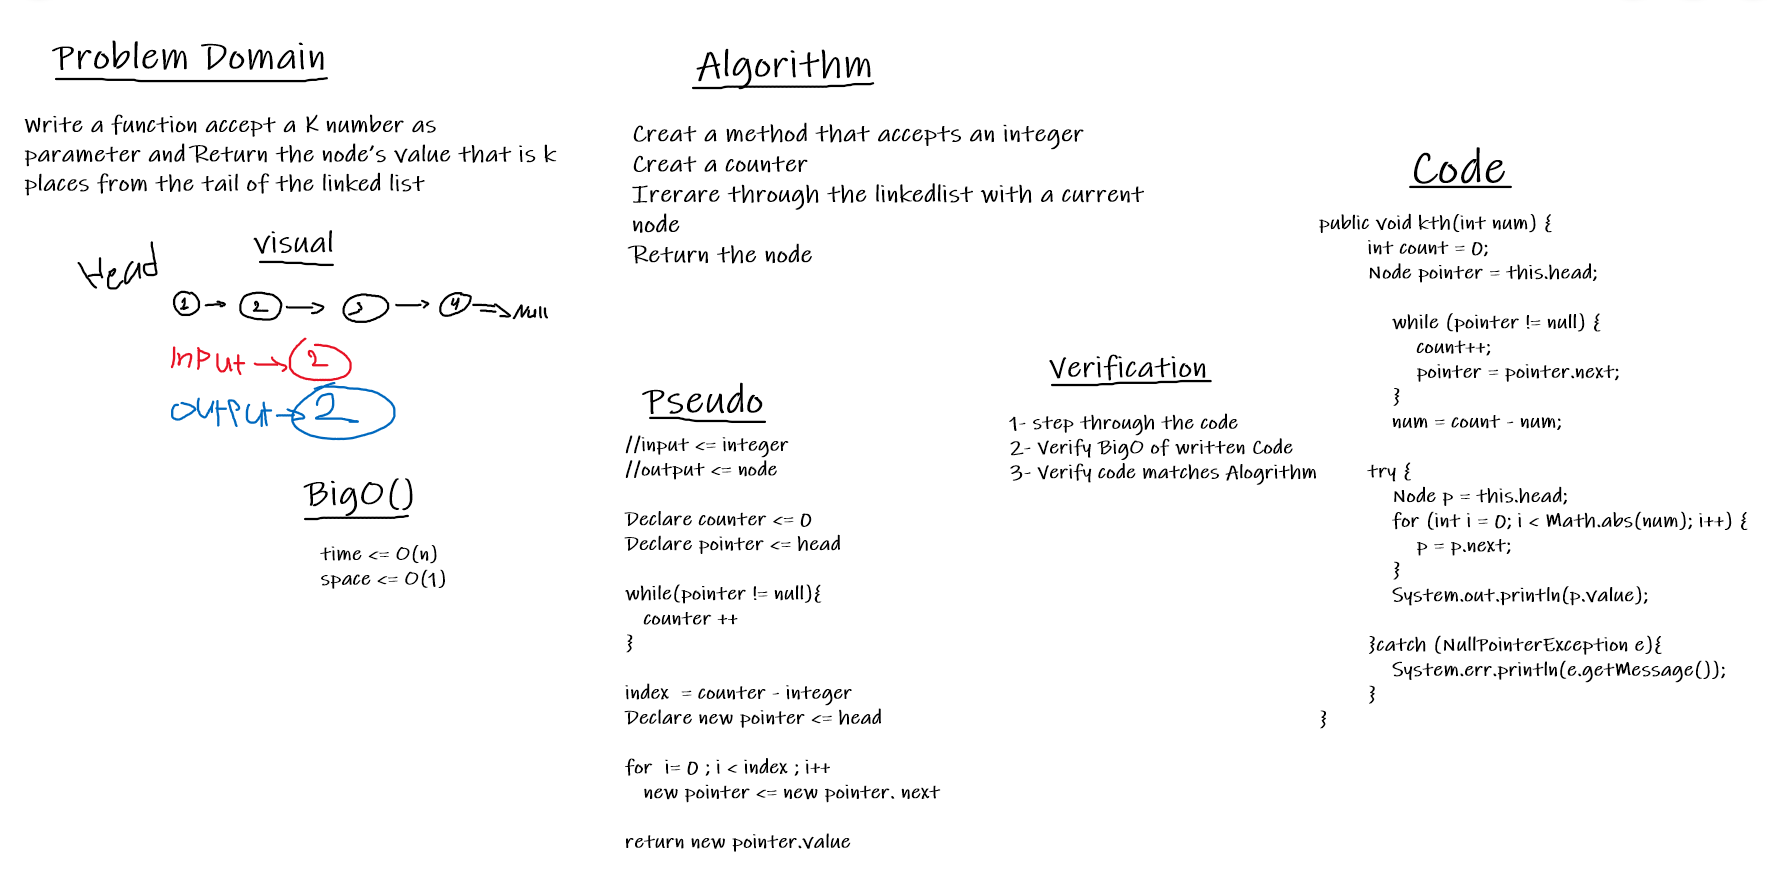 Problem Domain
Write a function accept a K number as
parameter and Return the node's value that is k
places from the tail of the linked list
visual
Head
1 → 2 → 3 → 4 ⇒ Null
InPut → 2
OUTPUT → 2
BigO()
time <= O(n)
space <= O(1)
Algorithm
Creat a method that accepts an integer
Creat a counter
Irerare through the linkedlist with a current
node
Return the node
Pseudo
//input <= integer
//output <= node
Declare counter <= 0
Declare pointer <= head
while(pointer != null){
counter ++
}
index = counter - integer
Declare new pointer <= head
for i= 0 ; i < index ; i++
new pointer <= new pointer. next
return new pointer.value
Verification
1- step through the code
2- Verify BigO of written Code
3- Verify code matches Alogrithm
Code
public void kth(int num) {
int count = 0;
Node pointer = this.head;
while (pointer != null) {
count++;
pointer = pointer.next;
}
num = count - num;
try {
Node p = this.head;
for (int i = 0; i < Math.abs(num); i++) {
p = p.next;
}
System.out.println(p.value);
}catch (NullPointerException e){
System.err.println(e.getMessage());
}
}